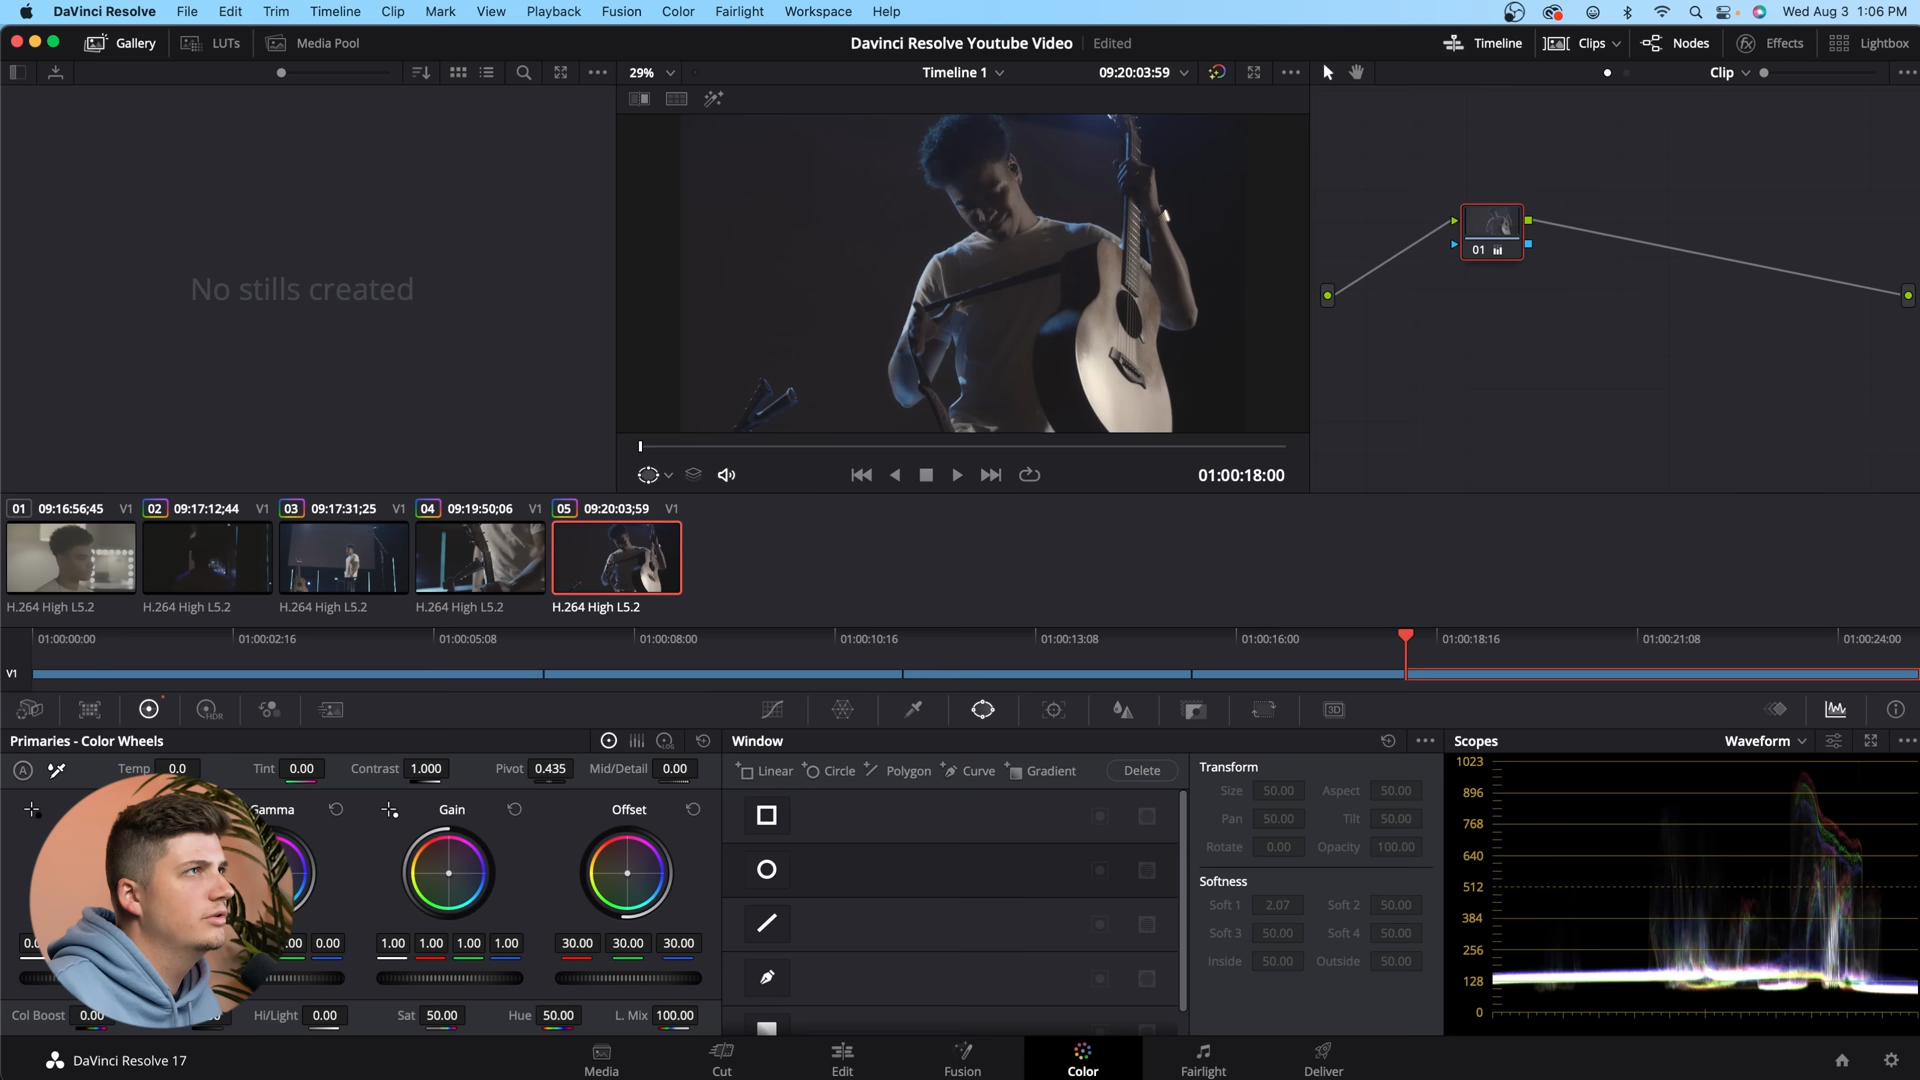 DaVinci Resolve File Edit Trim Timeline Clip Mark View Playback Fusion Color Fairlight Workspace Help Wed Aug 3 1:06 PM
Gallery LUTs Media Pool Davinci Resolve Youtube Video Edited Timeline Clips Nodes Effects Lightbox
29% Timeline 1 09:20:03:59 Clip
No stills created
01
01:00:18:00
01 09:16:56;45 V1 02 09:17:12;44 V1 03 09:17:31;25 V1 04 09:19:50;06 V1 05 09:20:03;59 V1
H.264 High L5.2 H.264 High L5.2 H.264 High L5.2 H.264 High L5.2 H.264 High L5.2
01:00:00:00 01:00:02:16 01:00:05:08 01:00:08:00 01:00:10:16 01:00:13:08 01:00:16:00 01:00:18:16 01:00:21:08 01:00:24:00
V1
HDR 3D
Primaries - Color Wheels LOG Window Scopes Waveform
A Temp 0.0 Tint 0.00 Contrast 1.000 Pivot 0.435 Mid/Detail 0.00
Linear Circle Polygon Curve Gradient Delete
Transform
Size 50.00 Aspect 50.00
Pan 50.00 Tilt 50.00
Rotate 0.00 Opacity 100.00
Softness
Soft 1 2.07 Soft 2 50.00
Soft 3 50.00 Soft 4 50.00
Inside 50.00 Outside 50.00
Gamma Gain Offset
0.00 1.00 1.00 1.00 1.00 30.00 30.00 30.00
Col Boost 0.00 Hi/Light 0.00 Sat 50.00 Hue 50.00 L. Mix 100.00
1023
896
768
640
512
384
256
128
0
DaVinci Resolve 17 Media Cut Edit Fusion Color Fairlight Deliver